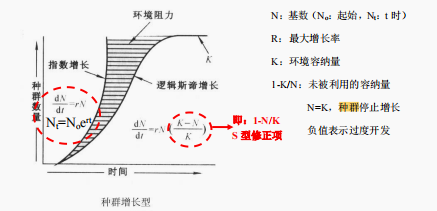 环境阻力
K
指数增长
逻辑斯谛增长
种群数量
dN/dt=rN
Nt=N₀eʳᵗ
dN/dt=rN(K-N/K)
即：1-N/K
S 型修正项
时间
种群增长型
N：基数（N₀：起始，Nt：t 时）
R：最大增长率
K：环境容纳量
1-K/N：未被利用的容纳量
N=K，种群停止增长
负值表示过度开发